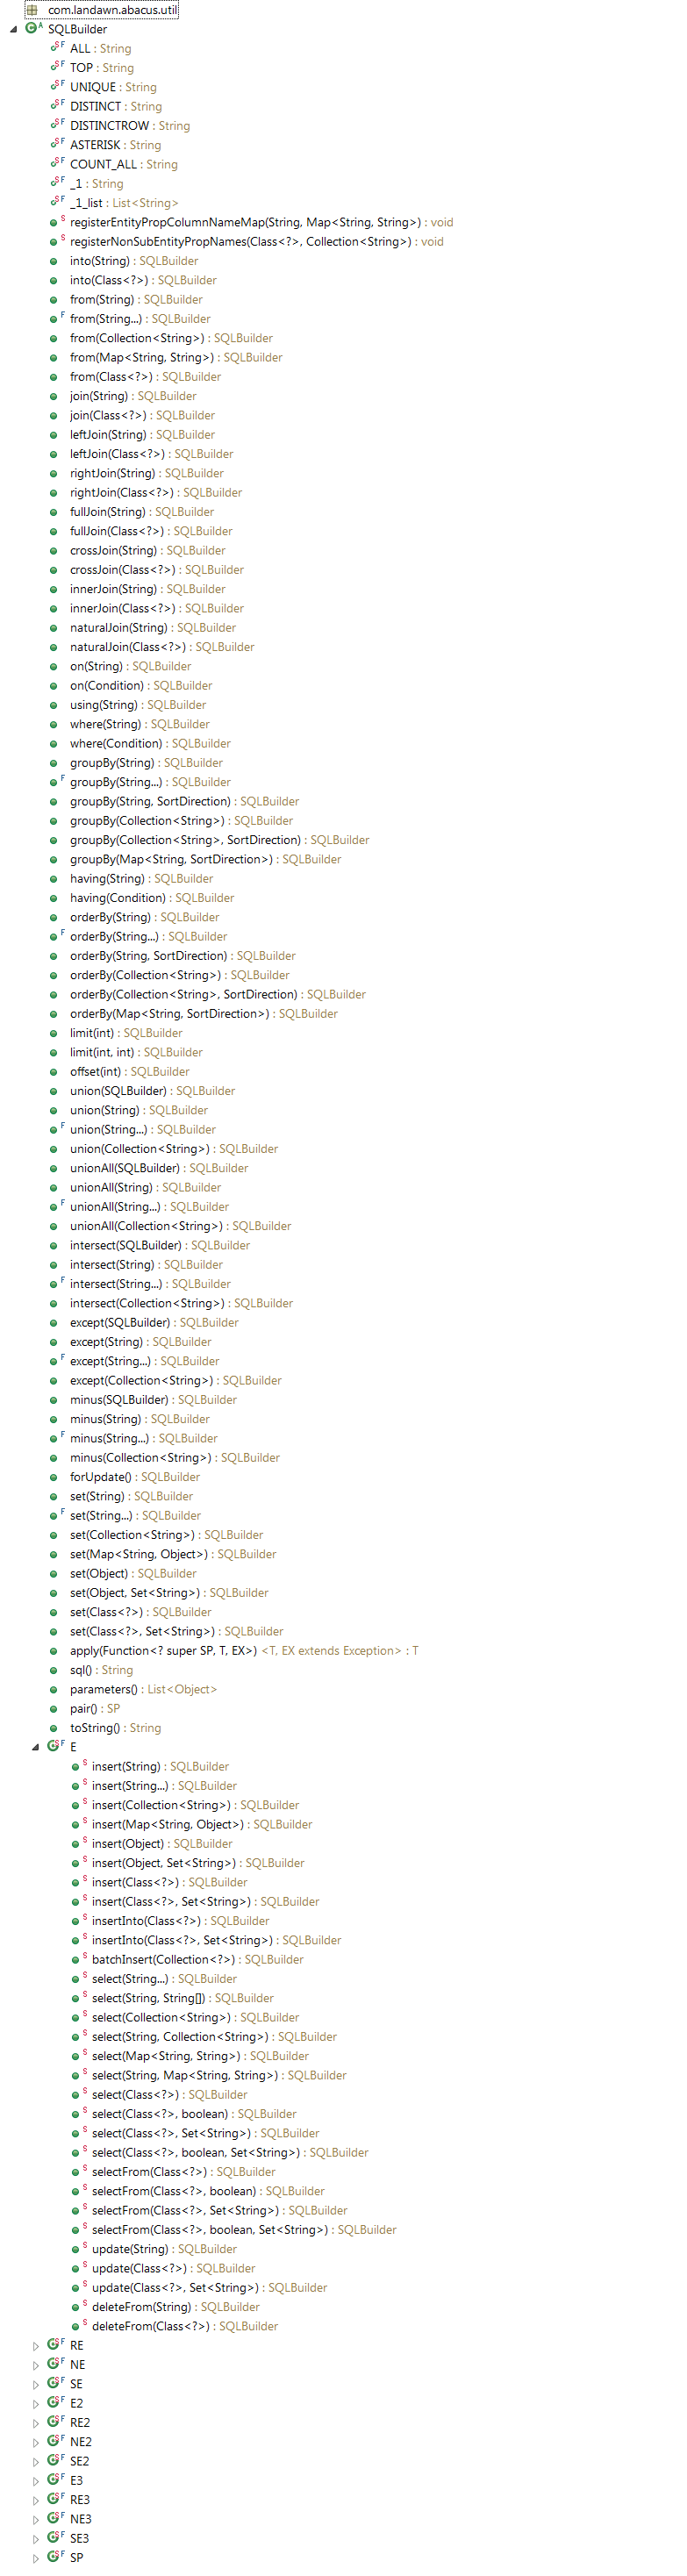 com.landawn.abacus.util
SQLBuilder
ALL : String
TOP : String
UNIQUE : String
DISTINCT : String
DISTINCTROW : String
ASTERISK : String
COUNT_ALL : String
_1 : String
_1_list : List<String>
registerEntityPropColumnNameMap(String, Map<String, String>) : void
registerNonSubEntityPropNames(Class<?>, Collection<String>) : void
into(String) : SQLBuilder
into(Class<?>) : SQLBuilder
from(String) : SQLBuilder
from(String...) : SQLBuilder
from(Collection<String>) : SQLBuilder
from(Map<String, String>) : SQLBuilder
from(Class<?>) : SQLBuilder
join(String) : SQLBuilder
join(Class<?>) : SQLBuilder
leftJoin(String) : SQLBuilder
leftJoin(Class<?>) : SQLBuilder
rightJoin(String) : SQLBuilder
rightJoin(Class<?>) : SQLBuilder
fullJoin(String) : SQLBuilder
fullJoin(Class<?>) : SQLBuilder
crossJoin(String) : SQLBuilder
crossJoin(Class<?>) : SQLBuilder
innerJoin(String) : SQLBuilder
innerJoin(Class<?>) : SQLBuilder
naturalJoin(String) : SQLBuilder
naturalJoin(Class<?>) : SQLBuilder
on(String) : SQLBuilder
on(Condition) : SQLBuilder
using(String) : SQLBuilder
where(String) : SQLBuilder
where(Condition) : SQLBuilder
groupBy(String) : SQLBuilder
groupBy(String...) : SQLBuilder
groupBy(String, SortDirection) : SQLBuilder
groupBy(Collection<String>) : SQLBuilder
groupBy(Collection<String>, SortDirection) : SQLBuilder
groupBy(Map<String, SortDirection>) : SQLBuilder
having(String) : SQLBuilder
having(Condition) : SQLBuilder
orderBy(String) : SQLBuilder
orderBy(String...) : SQLBuilder
orderBy(String, SortDirection) : SQLBuilder
orderBy(Collection<String>) : SQLBuilder
orderBy(Collection<String>, SortDirection) : SQLBuilder
orderBy(Map<String, SortDirection>) : SQLBuilder
limit(int) : SQLBuilder
limit(int, int) : SQLBuilder
offset(int) : SQLBuilder
union(SQLBuilder) : SQLBuilder
union(String) : SQLBuilder
union(String...) : SQLBuilder
union(Collection<String>) : SQLBuilder
unionAll(SQLBuilder) : SQLBuilder
unionAll(String) : SQLBuilder
unionAll(String...) : SQLBuilder
unionAll(Collection<String>) : SQLBuilder
intersect(SQLBuilder) : SQLBuilder
intersect(String) : SQLBuilder
intersect(String...) : SQLBuilder
intersect(Collection<String>) : SQLBuilder
except(SQLBuilder) : SQLBuilder
except(String) : SQLBuilder
except(String...) : SQLBuilder
except(Collection<String>) : SQLBuilder
minus(SQLBuilder) : SQLBuilder
minus(String) : SQLBuilder
minus(String...) : SQLBuilder
minus(Collection<String>) : SQLBuilder
forUpdate() : SQLBuilder
set(String) : SQLBuilder
set(String...) : SQLBuilder
set(Collection<String>) : SQLBuilder
set(Map<String, Object>) : SQLBuilder
set(Object) : SQLBuilder
set(Object, Set<String>) : SQLBuilder
set(Class<?>) : SQLBuilder
set(Class<?>, Set<String>) : SQLBuilder
apply(Function<? super SP, T, EX>) <T, EX extends Exception> : T
sql() : String
parameters() : List<Object>
pair() : SP
toString() : String
E
insert(String) : SQLBuilder
insert(String...) : SQLBuilder
insert(Collection<String>) : SQLBuilder
insert(Map<String, Object>) : SQLBuilder
insert(Object) : SQLBuilder
insert(Object, Set<String>) : SQLBuilder
insert(Class<?>) : SQLBuilder
insert(Class<?>, Set<String>) : SQLBuilder
insertInto(Class<?>) : SQLBuilder
insertInto(Class<?>, Set<String>) : SQLBuilder
batchInsert(Collection<?>) : SQLBuilder
select(String...) : SQLBuilder
select(String, String[]) : SQLBuilder
select(Collection<String>) : SQLBuilder
select(String, Collection<String>) : SQLBuilder
select(Map<String, String>) : SQLBuilder
select(String, Map<String, String>) : SQLBuilder
select(Class<?>) : SQLBuilder
select(Class<?>, boolean) : SQLBuilder
select(Class<?>, Set<String>) : SQLBuilder
select(Class<?>, boolean, Set<String>) : SQLBuilder
selectFrom(Class<?>) : SQLBuilder
selectFrom(Class<?>, boolean) : SQLBuilder
selectFrom(Class<?>, Set<String>) : SQLBuilder
selectFrom(Class<?>, boolean, Set<String>) : SQLBuilder
update(String) : SQLBuilder
update(Class<?>) : SQLBuilder
update(Class<?>, Set<String>) : SQLBuilder
deleteFrom(String) : SQLBuilder
deleteFrom(Class<?>) : SQLBuilder
RE
NE
SE
E2
RE2
NE2
SE2
E3
RE3
NE3
SE3
SP